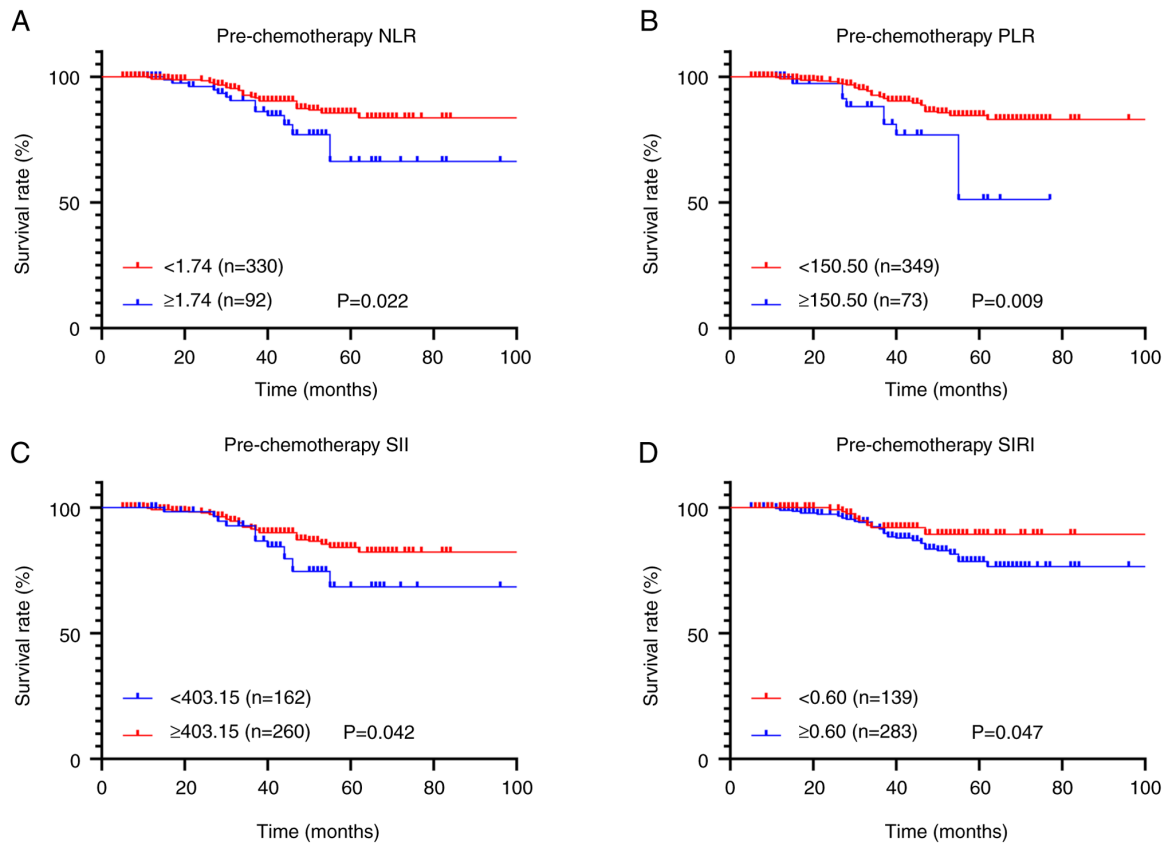 A
Pre-chemotherapy NLR
Survival rate (%)
100
50
0
<1.74 (n=330)
≥1.74 (n=92) P=0.022
0 20 40 60 80 100
Time (months)
B
Pre-chemotherapy PLR
Survival rate (%)
100
50
0
<150.50 (n=349)
≥150.50 (n=73) P=0.009
0 20 40 60 80 100
Time (months)
C
Pre-chemotherapy SII
Survival rate (%)
100
50
0
<403.15 (n=162)
≥403.15 (n=260) P=0.042
0 20 40 60 80 100
Time (months)
D
Pre-chemotherapy SIRI
Survival rate (%)
100
50
0
<0.60 (n=139)
≥0.60 (n=283) P=0.047
0 20 40 60 80 100
Time (months)